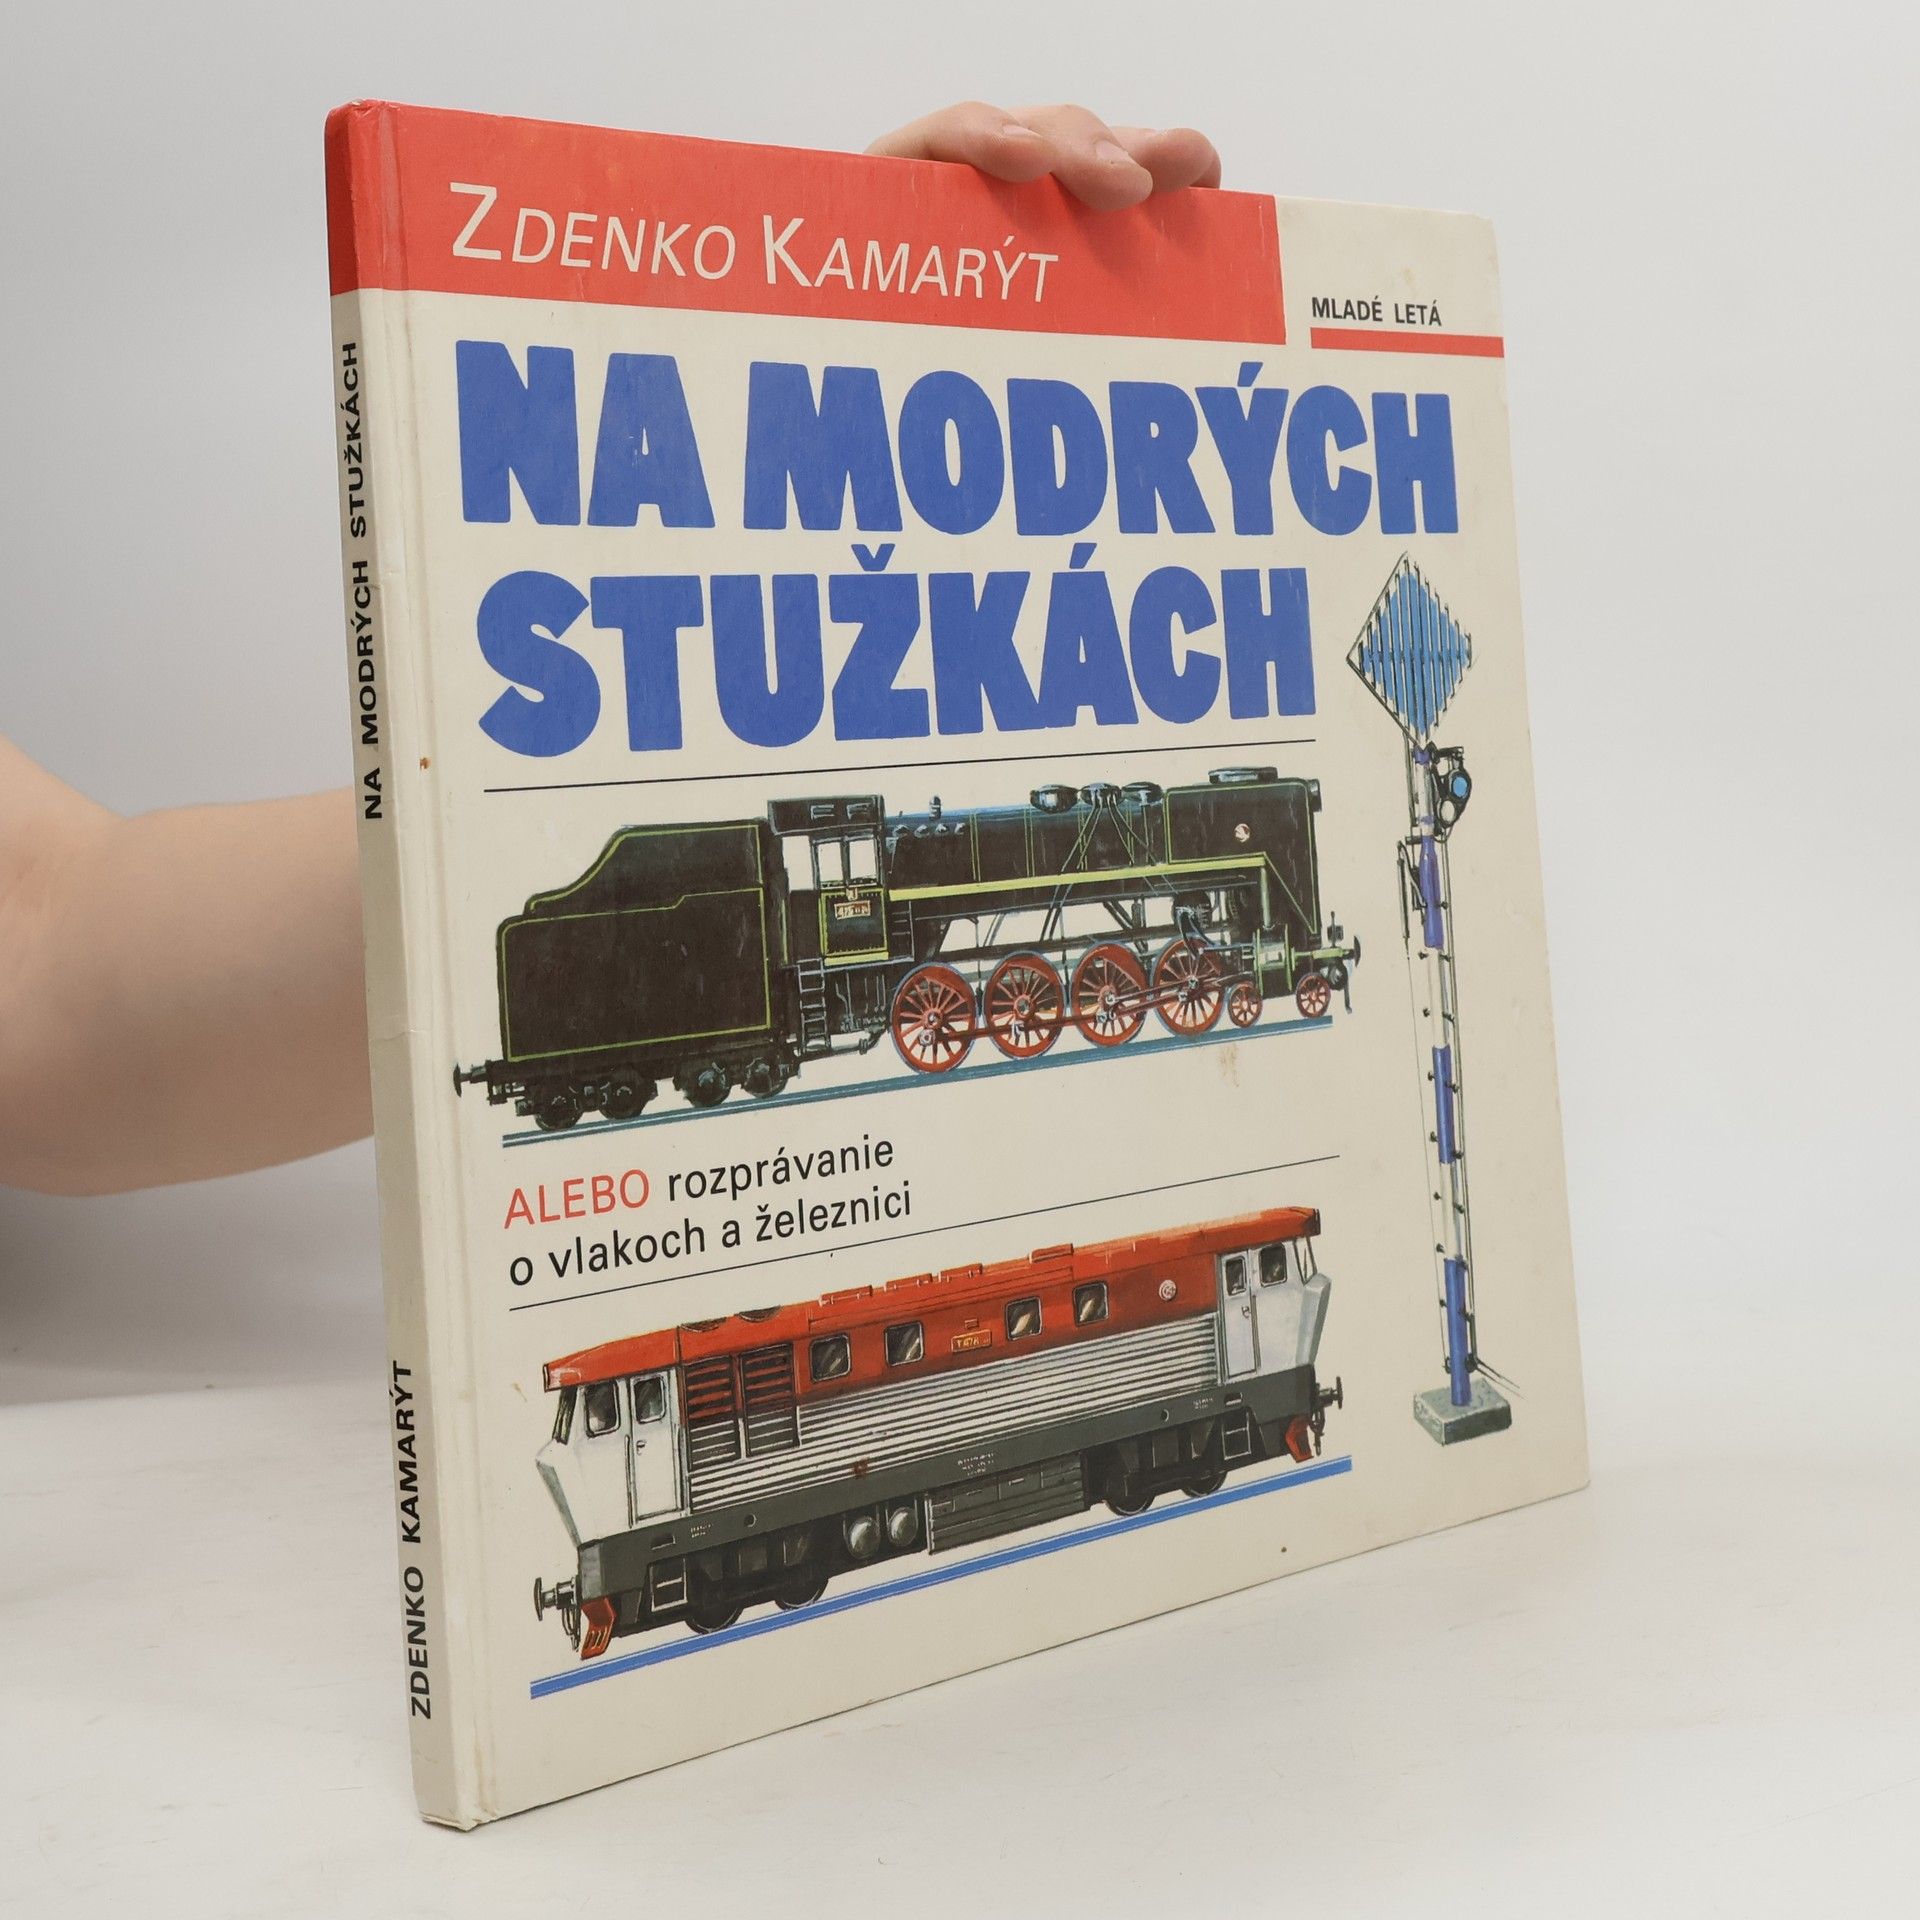 ZDENKO KAMARÝT
MLADÉ LETÁ
NA MODRÝCH
STUŽKÁCH
ALEBO rozprávanie
o vlakoch a železnici
NA MODRÝCH STUŽKÁCH
ZDENKO KAMARÝT